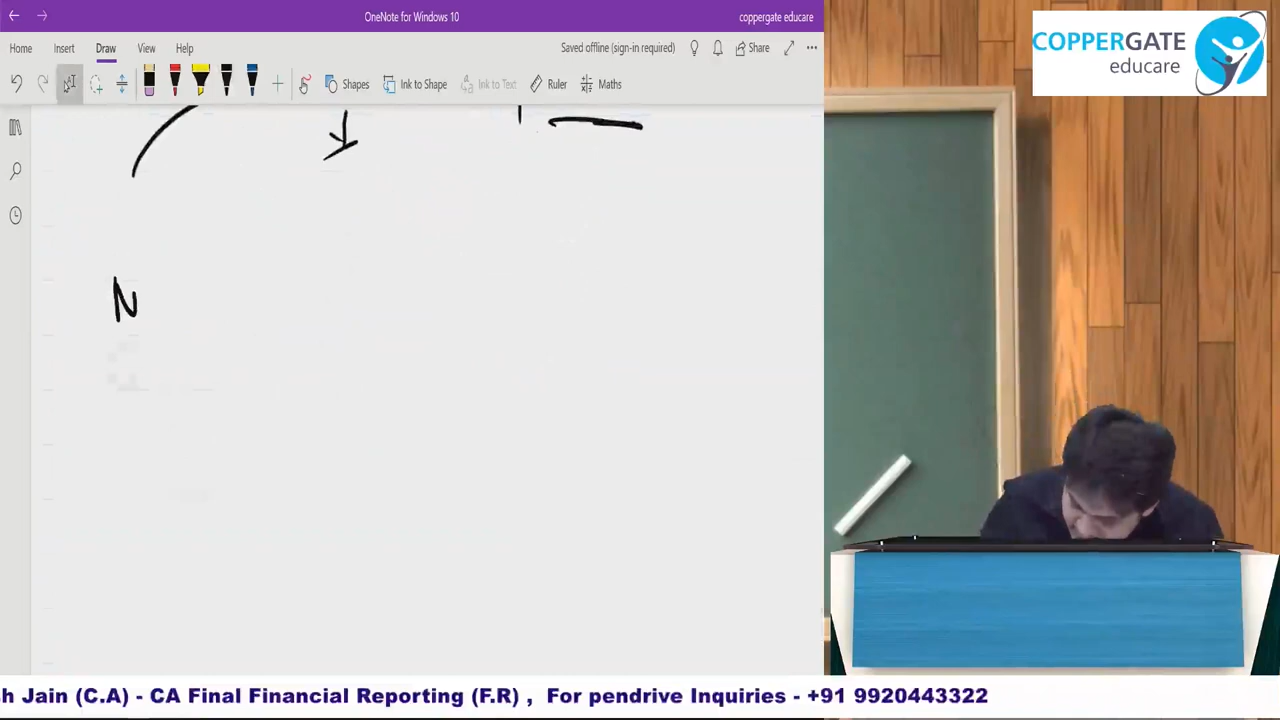 OneNote for Windows 10
coppergate educare
Home Insert Draw View Help
Saved offline (sign-in required)
Share
Shapes
Ink to Shape
Ink to Text
Ruler
Maths
COPPERGATE
educare
N
sh Jain (C.A) - CA Final Financial Reporting (F.R) , For pendrive Inquiries - +91 9920443322